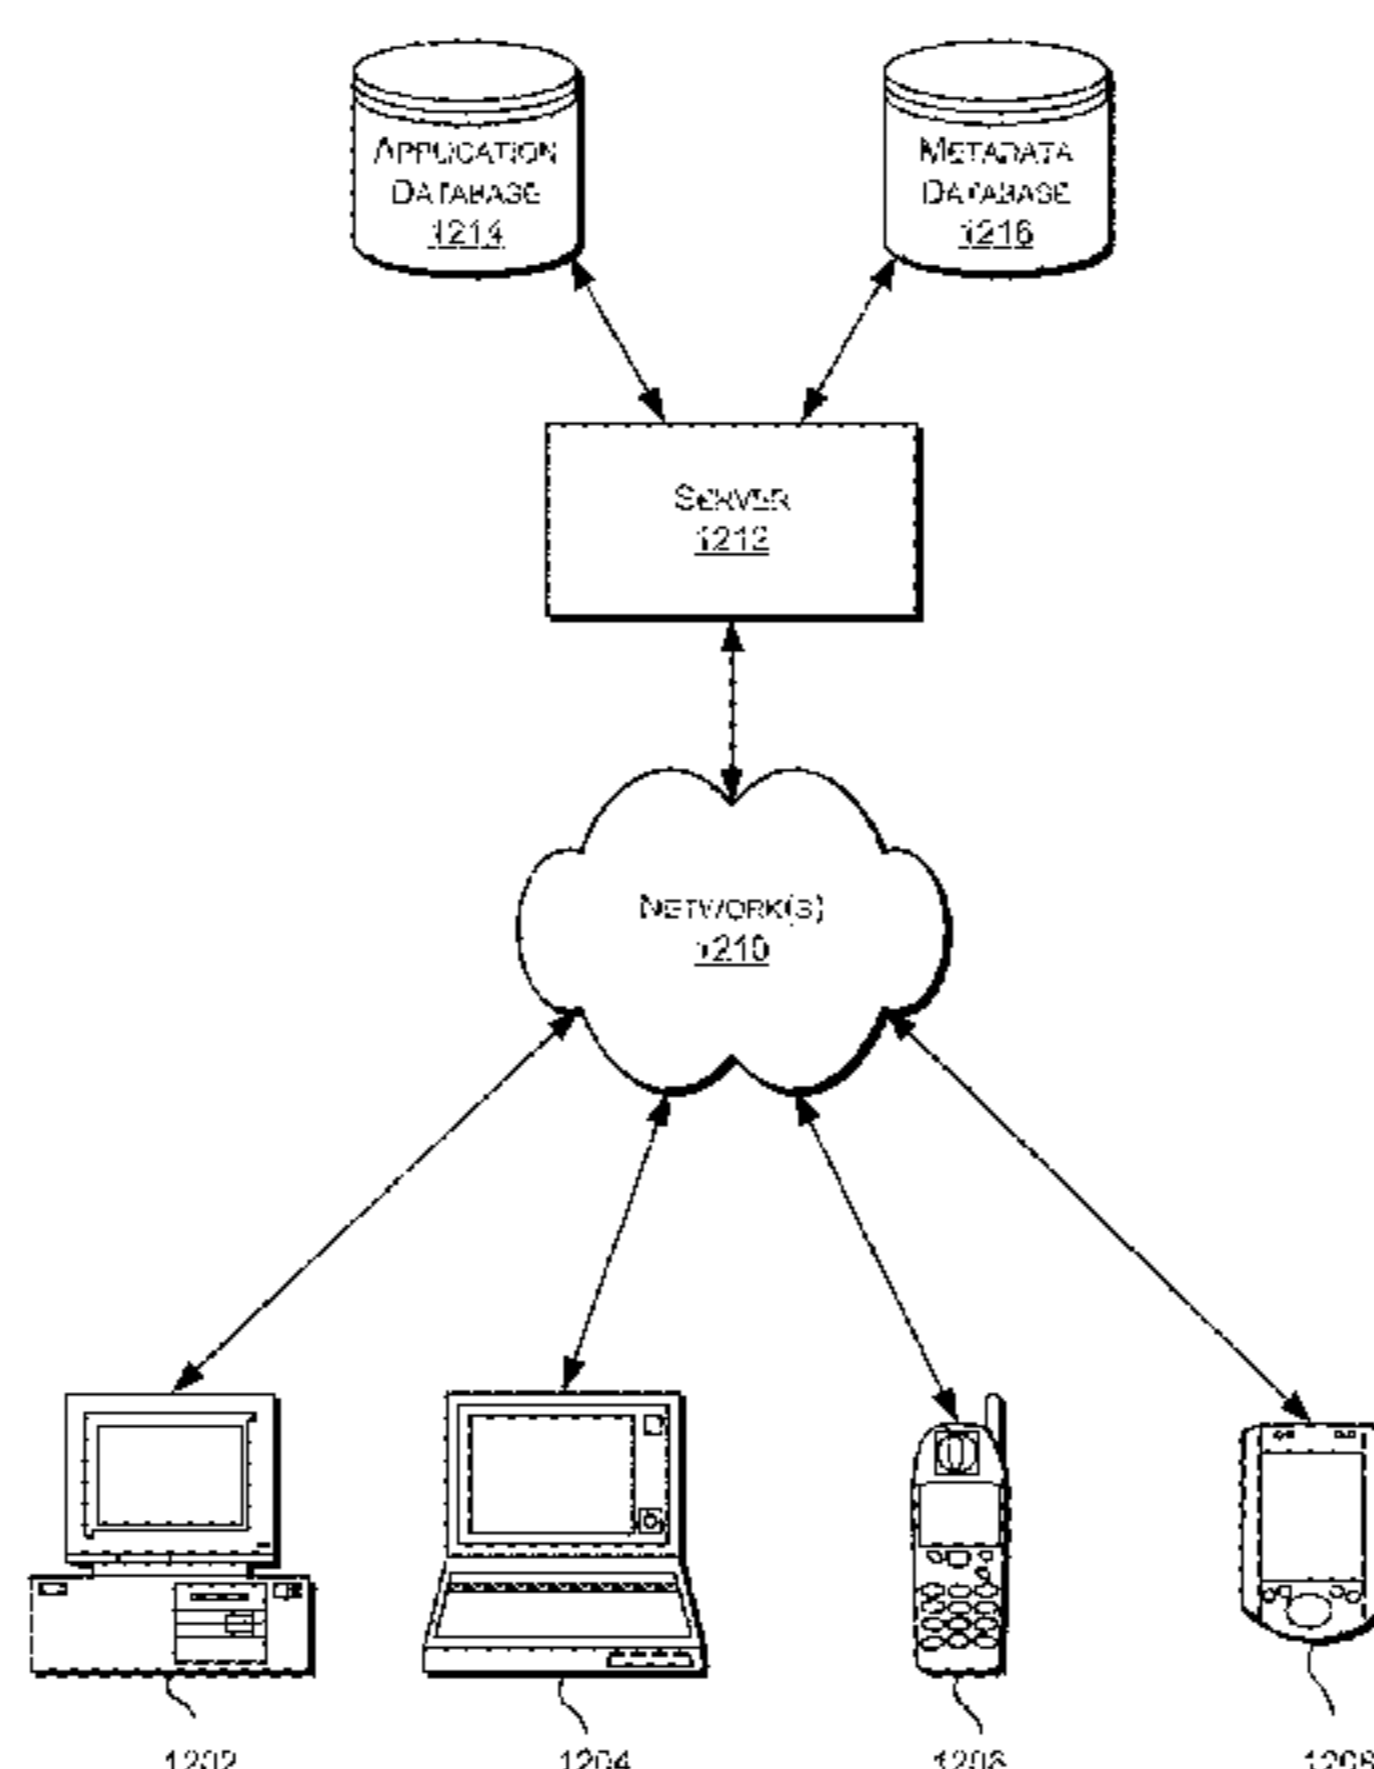 APPLICATION
DATABASE
1214
METADATA
DATABASE
1216
SERVER
1212
NETWORK(S)
1210
1202
1204
1206
1208